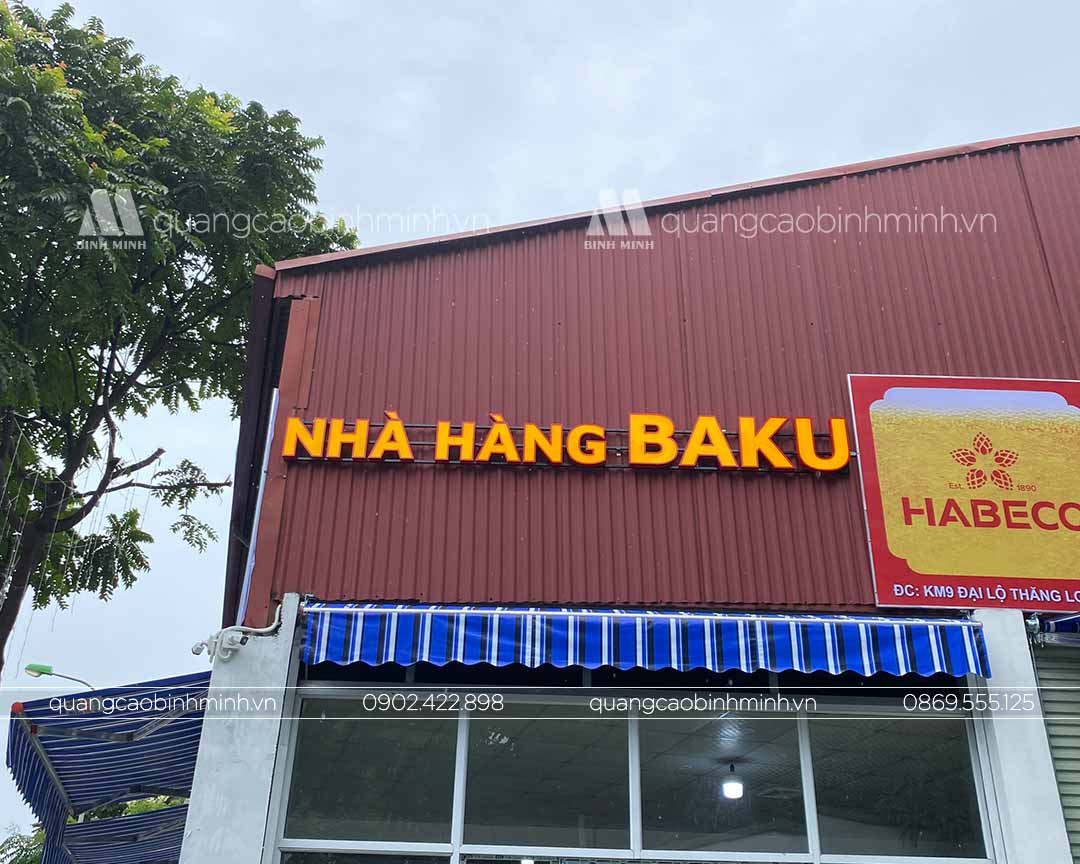 BINH MINH quangcaobinhminh.vn
BINH MINH quangcaobinhminh.vn
NHÀ HÀNG BAKU
Est. 1890
HABECO
ĐC: KM9 ĐẠI LỘ THĂNG
quangcaobinhminh.vn 0902.422.898 quangcaobinhminh.vn 0869.555.125